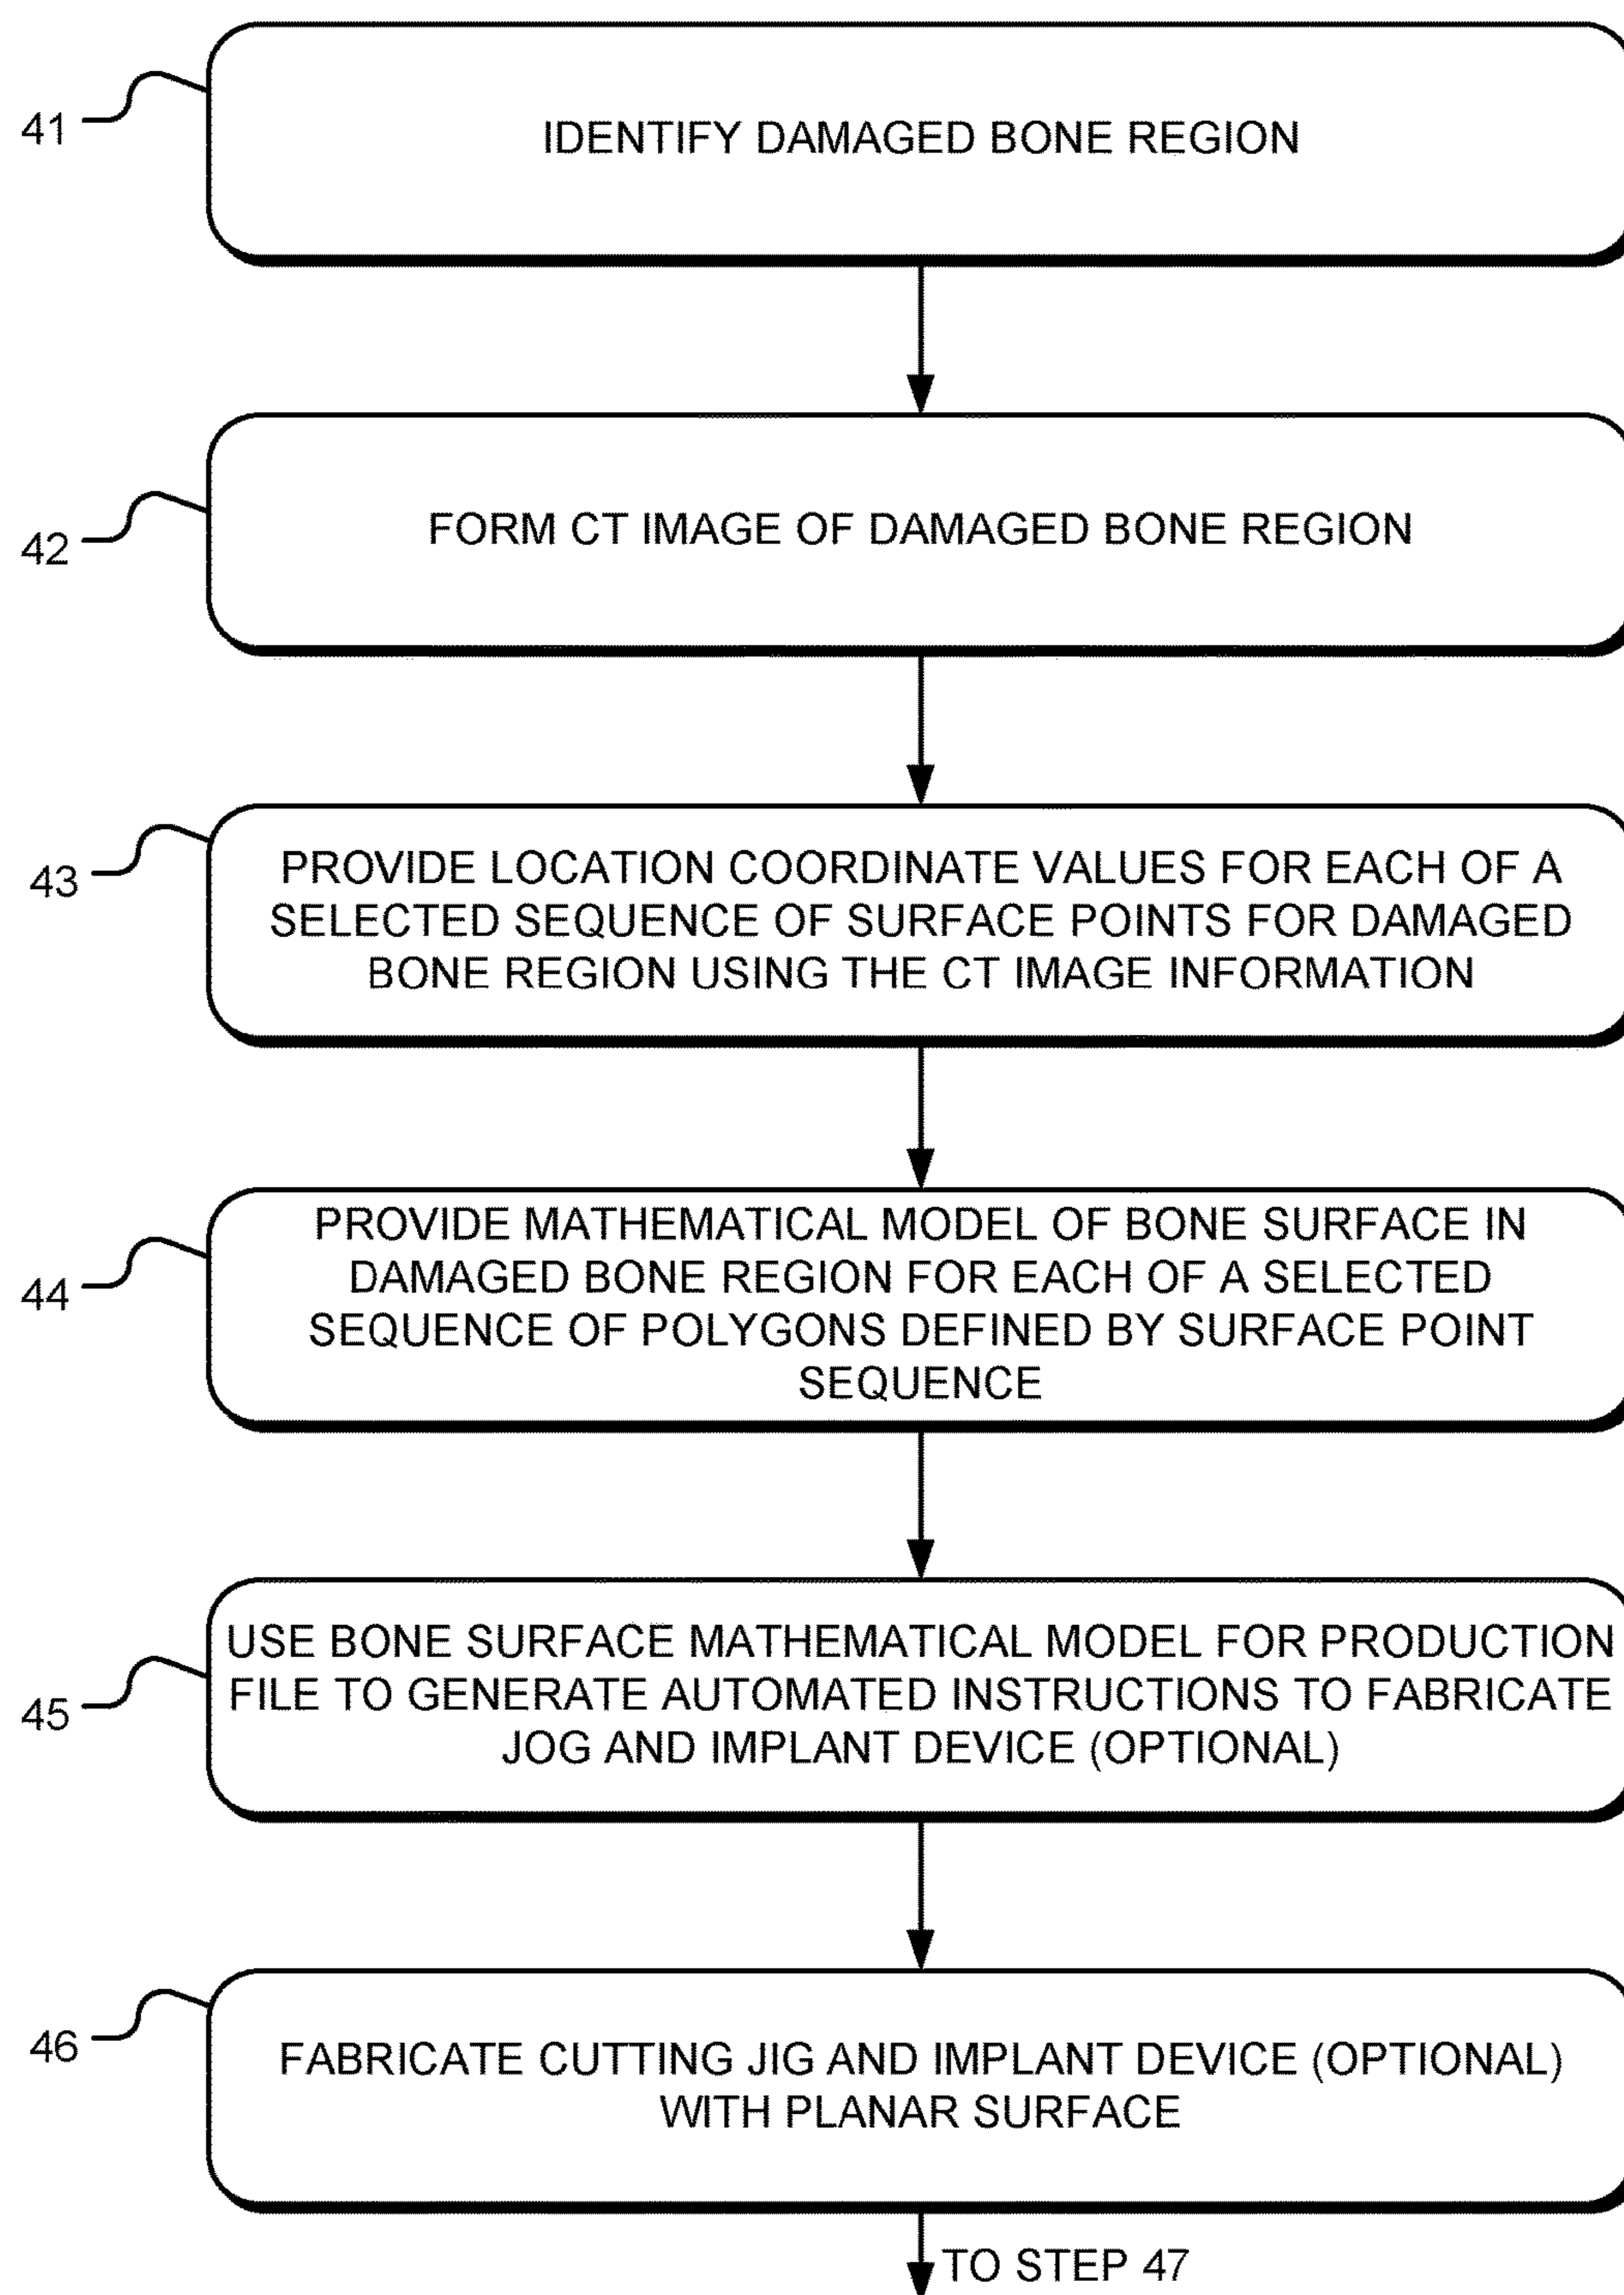 41
IDENTIFY DAMAGED BONE REGION
42
FORM CT IMAGE OF DAMAGED BONE REGION
43
PROVIDE LOCATION COORDINATE VALUES FOR EACH OF A
SELECTED SEQUENCE OF SURFACE POINTS FOR DAMAGED
BONE REGION USING THE CT IMAGE INFORMATION
44
PROVIDE MATHEMATICAL MODEL OF BONE SURFACE IN
DAMAGED BONE REGION FOR EACH OF A SELECTED
SEQUENCE OF POLYGONS DEFINED BY SURFACE POINT
SEQUENCE
45
USE BONE SURFACE MATHEMATICAL MODEL FOR PRODUCTION
FILE TO GENERATE AUTOMATED INSTRUCTIONS TO FABRICATE
JOG AND IMPLANT DEVICE (OPTIONAL)
46
FABRICATE CUTTING JIG AND IMPLANT DEVICE (OPTIONAL)
WITH PLANAR SURFACE
TO STEP 47